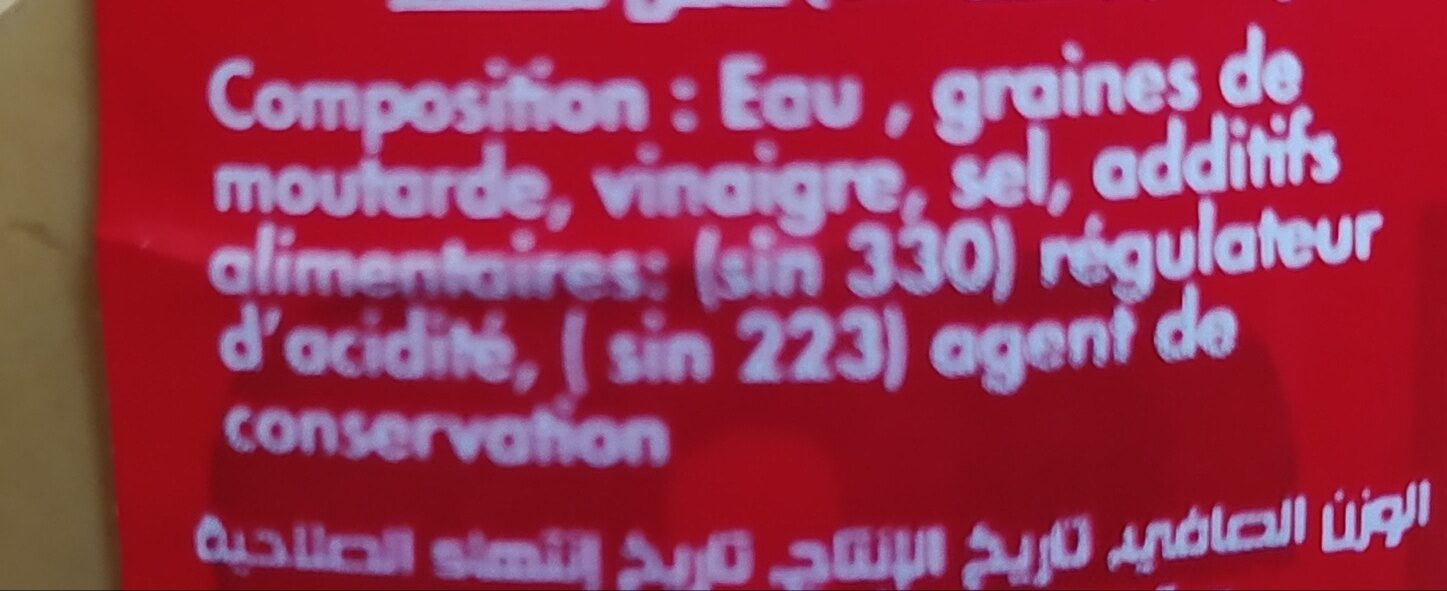 Composition : Eau , graines de
moutarde, vinaigre, sel, additifs
alimentaires: (sin 330) régulateur
d'acidité, ( sin 223) agent de
conservation
الوزن الصافي، تاريخ الإنتاج، تاريخ إنتهاء الصلاحية